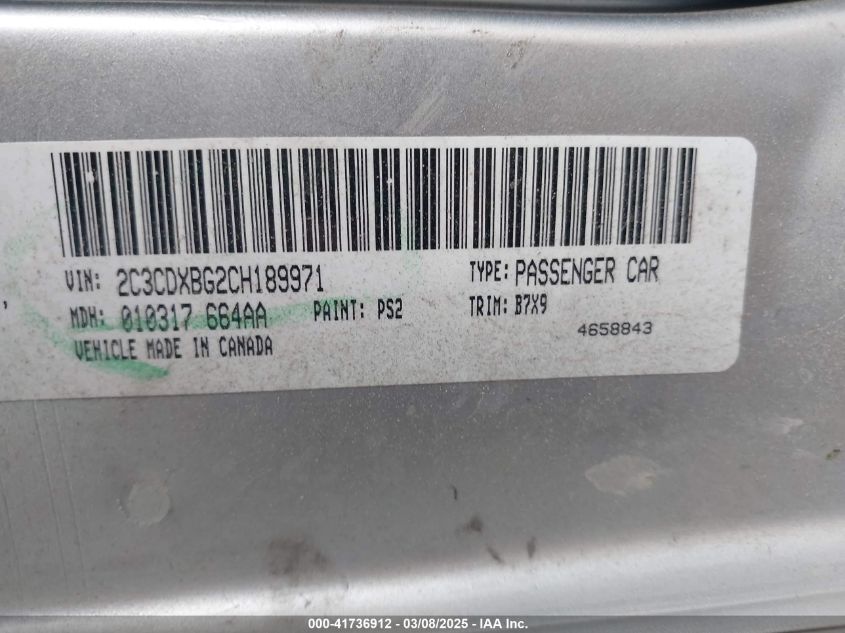 VIN: 2C3CDXBG2CH189971 TYPE: PASSENGER CAR
MDH: 010317 664AA PAINT: PS2 TRIM: B7X9
VEHICLE MADE IN CANADA 4658843
000-41736912 - 03/08/2025 - IAA Inc.